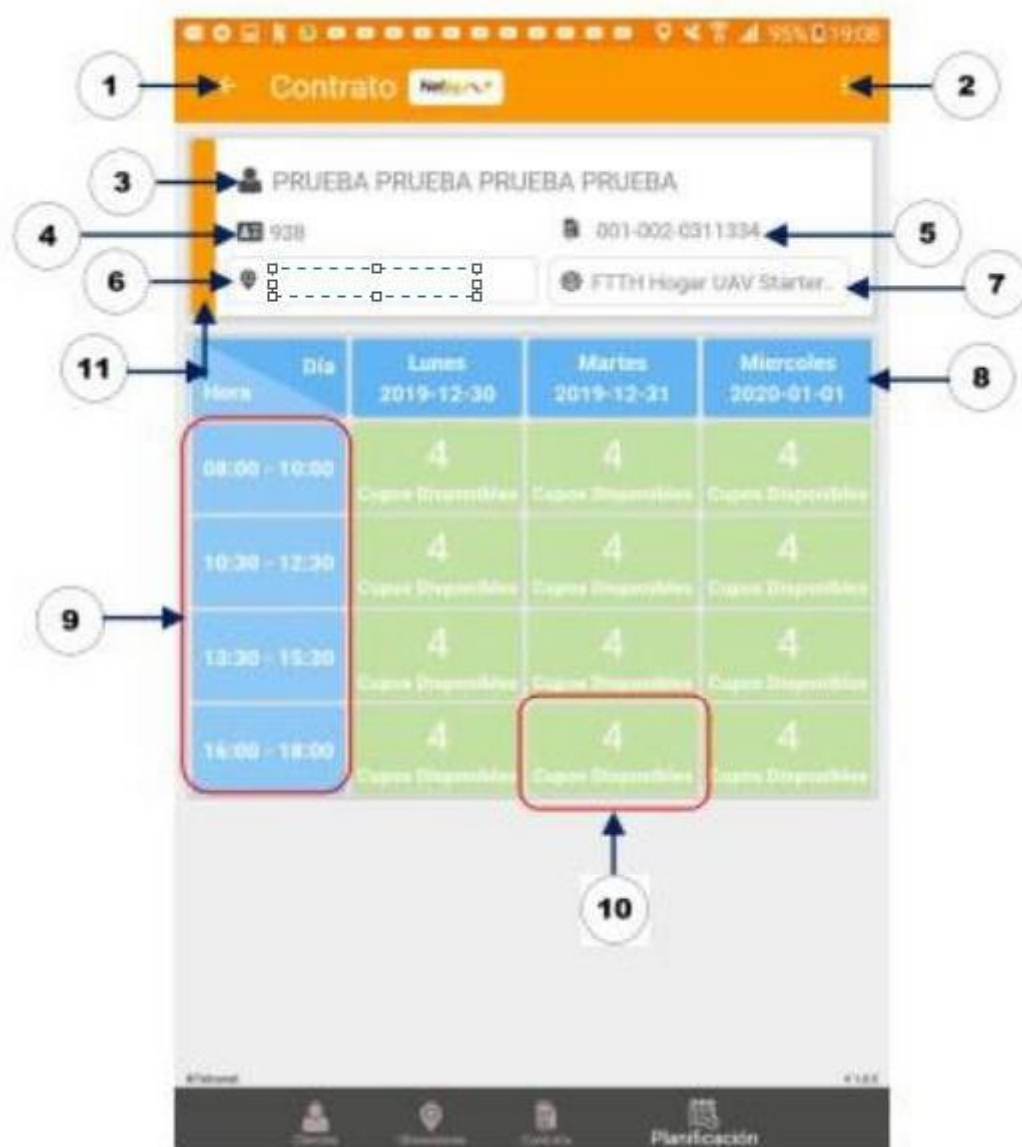 95% 19:08
1
Contrato
2
3
PRUEBA PRUEBA PRUEBA PRUEBA
4
938
001-002-0311334
5
6
FTTH Hogar UAV Starter..
7
11
Día
Hora
Lunes
2019-12-30
Martes
2019-12-31
Miercoles
2020-01-01
8
9
08:00 - 10:00
4
Cupos Disponibles
4
Cupos Disponibles
4
Cupos Disponibles
10:30 - 12:30
4
Cupos Disponibles
4
Cupos Disponibles
4
Cupos Disponibles
13:30 - 15:30
4
Cupos Disponibles
4
Cupos Disponibles
4
Cupos Disponibles
16:00 - 18:00
4
Cupos Disponibles
4
Cupos Disponibles
4
Cupos Disponibles
10
Planificación